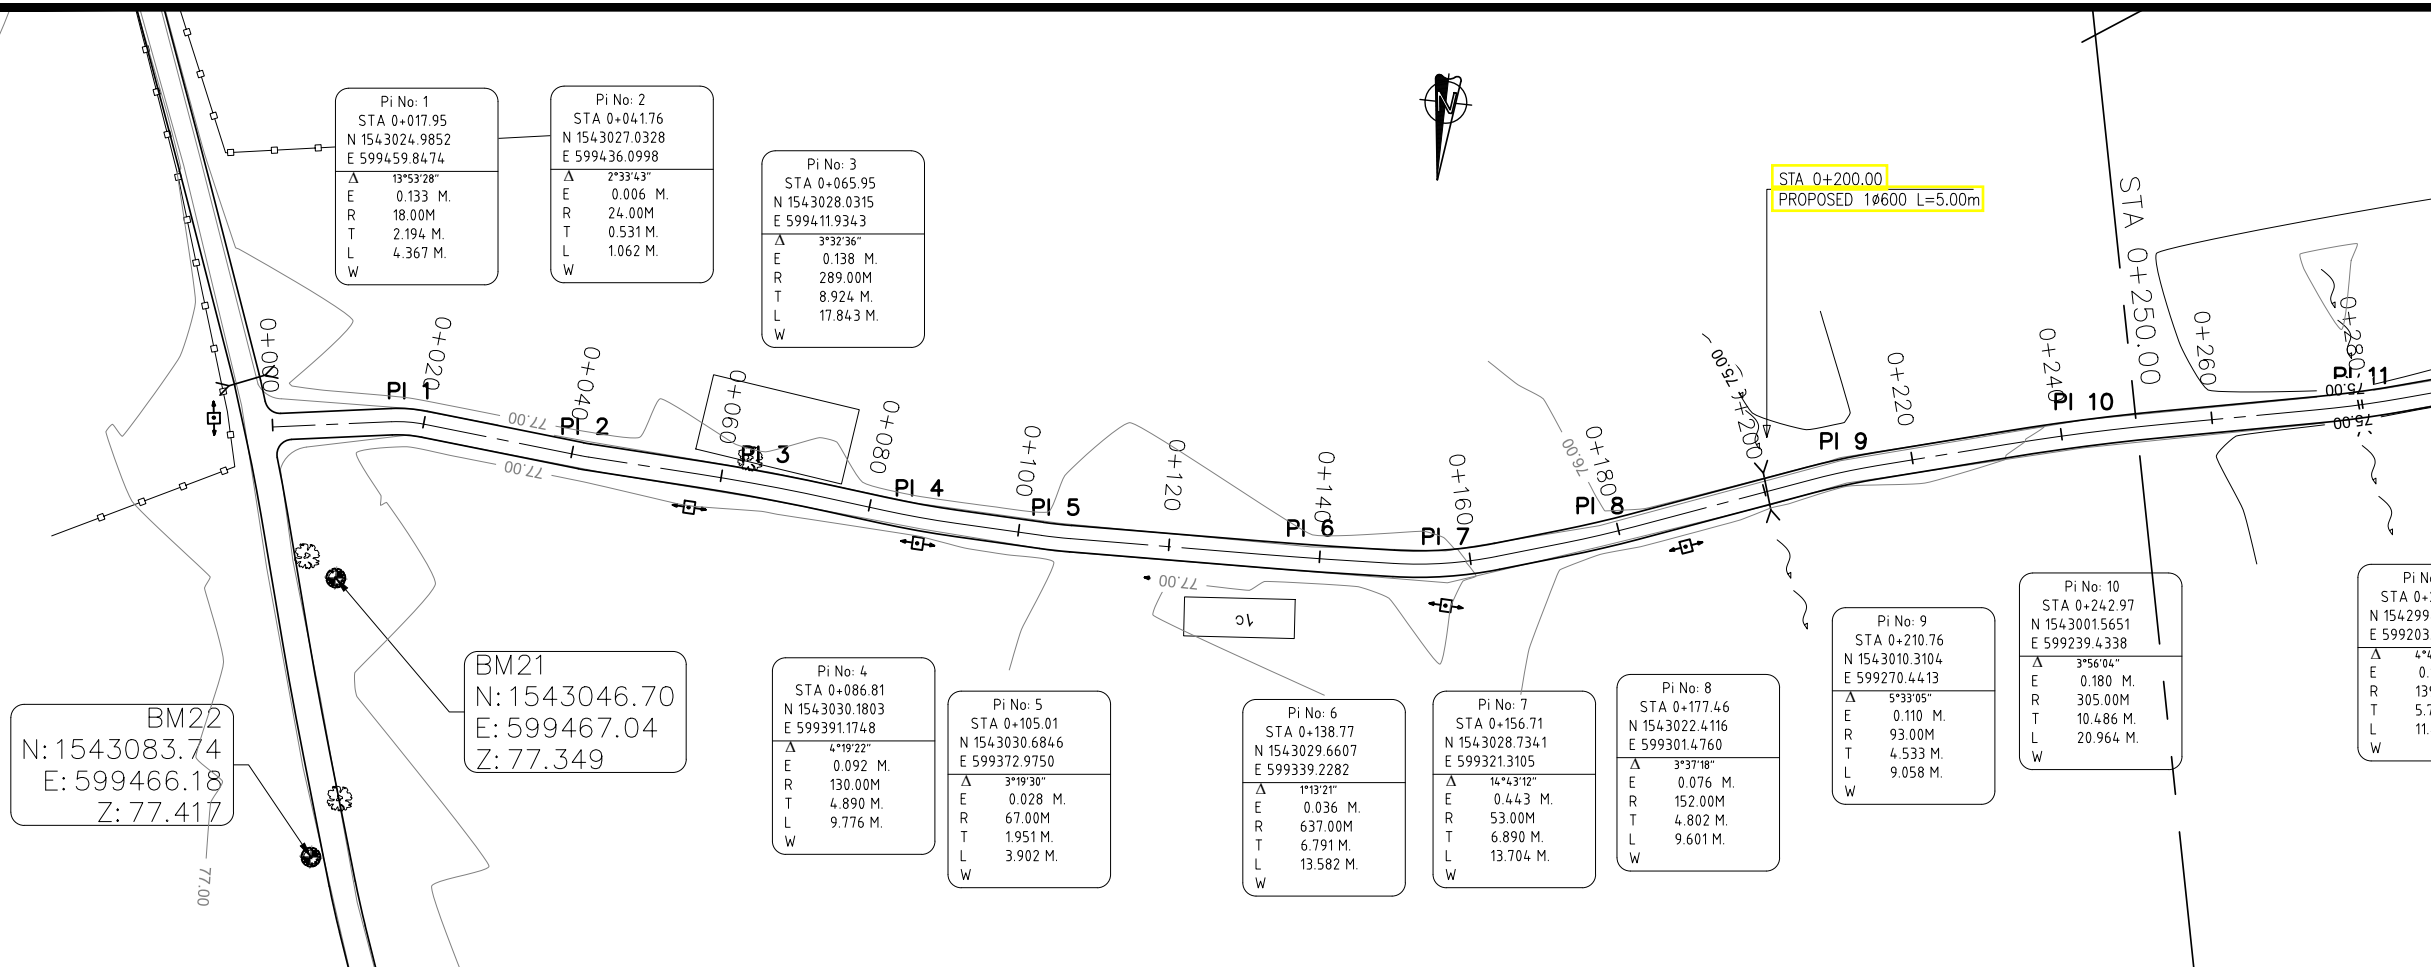 Pi No: 1
STA 0+017.95
N 1543024.9852
E 599459.8474
Δ 13°53'28"
E 0.133 M.
R 18.00M
T 2.194 M.
L 4.367 M.
W
Pi No: 2
STA 0+041.76
N 1543027.0328
E 599436.0998
Δ 2°33'43"
E 0.006 M.
R 24.00M
T 0.531 M.
L 1.062 M.
W
Pi No: 3
STA 0+065.95
N 1543028.0315
E 599411.9343
Δ 3°32'36"
E 0.138 M.
R 289.00M
T 8.924 M.
L 17.843 M.
W
N
STA 0+200.00
PROPOSED 1ø600 L=5.00m
STA 0+250.00
0+000
0+020
0+040
0+060
0+080
0+100
0+120
0+140
0+160
0+180
0+200
0+220
0+240
0+260
0+280
PI 1
PI 2
PI 3
PI 4
PI 5
PI 6
PI 7
PI 8
PI 9
PI 10
PI 11
77.00
77.00
77.00
76.00
75.00
75.00
75.00
75.00
77.00
1c
BM21
N: 1543046.70
E: 599467.04
Z: 77.349
BM22
N: 1543083.74
E: 599466.18
Z: 77.417
Pi No: 4
STA 0+086.81
N 1543030.1803
E 599391.1748
Δ 4°19'22"
E 0.092 M.
R 130.00M
T 4.890 M.
L 9.776 M.
W
Pi No: 5
STA 0+105.01
N 1543030.6846
E 599372.9750
Δ 3°19'30"
E 0.028 M.
R 67.00M
T 1.951 M.
L 3.902 M.
W
Pi No: 6
STA 0+138.77
N 1543029.6607
E 599339.2282
Δ 1°13'21"
E 0.036 M.
R 637.00M
T 6.791 M.
L 13.582 M.
W
Pi No: 7
STA 0+156.71
N 1543028.7341
E 599321.3105
Δ 14°43'12"
E 0.443 M.
R 53.00M
T 6.890 M.
L 13.704 M.
W
Pi No: 8
STA 0+177.46
N 1543022.4116
E 599301.4760
Δ 3°37'18"
E 0.076 M.
R 152.00M
T 4.802 M.
L 9.601 M.
W
Pi No: 9
STA 0+210.76
N 1543010.3104
E 599270.4413
Δ 5°33'05"
E 0.110 M.
R 93.00M
T 4.533 M.
L 9.058 M.
W
Pi No: 10
STA 0+242.97
N 1543001.5651
E 599239.4338
Δ 3°56'04"
E 0.180 M.
R 305.00M
T 10.486 M.
L 20.964 M.
W
Pi
STA
N 154299
E 599203
Δ
E 0.
R
T 5.
L 11.
W